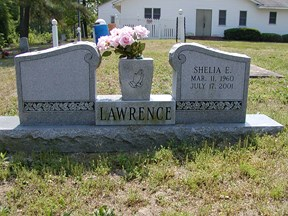 SHELIA E.
MAR. 11, 1960
JULY 17, 2001
LAWRENCE